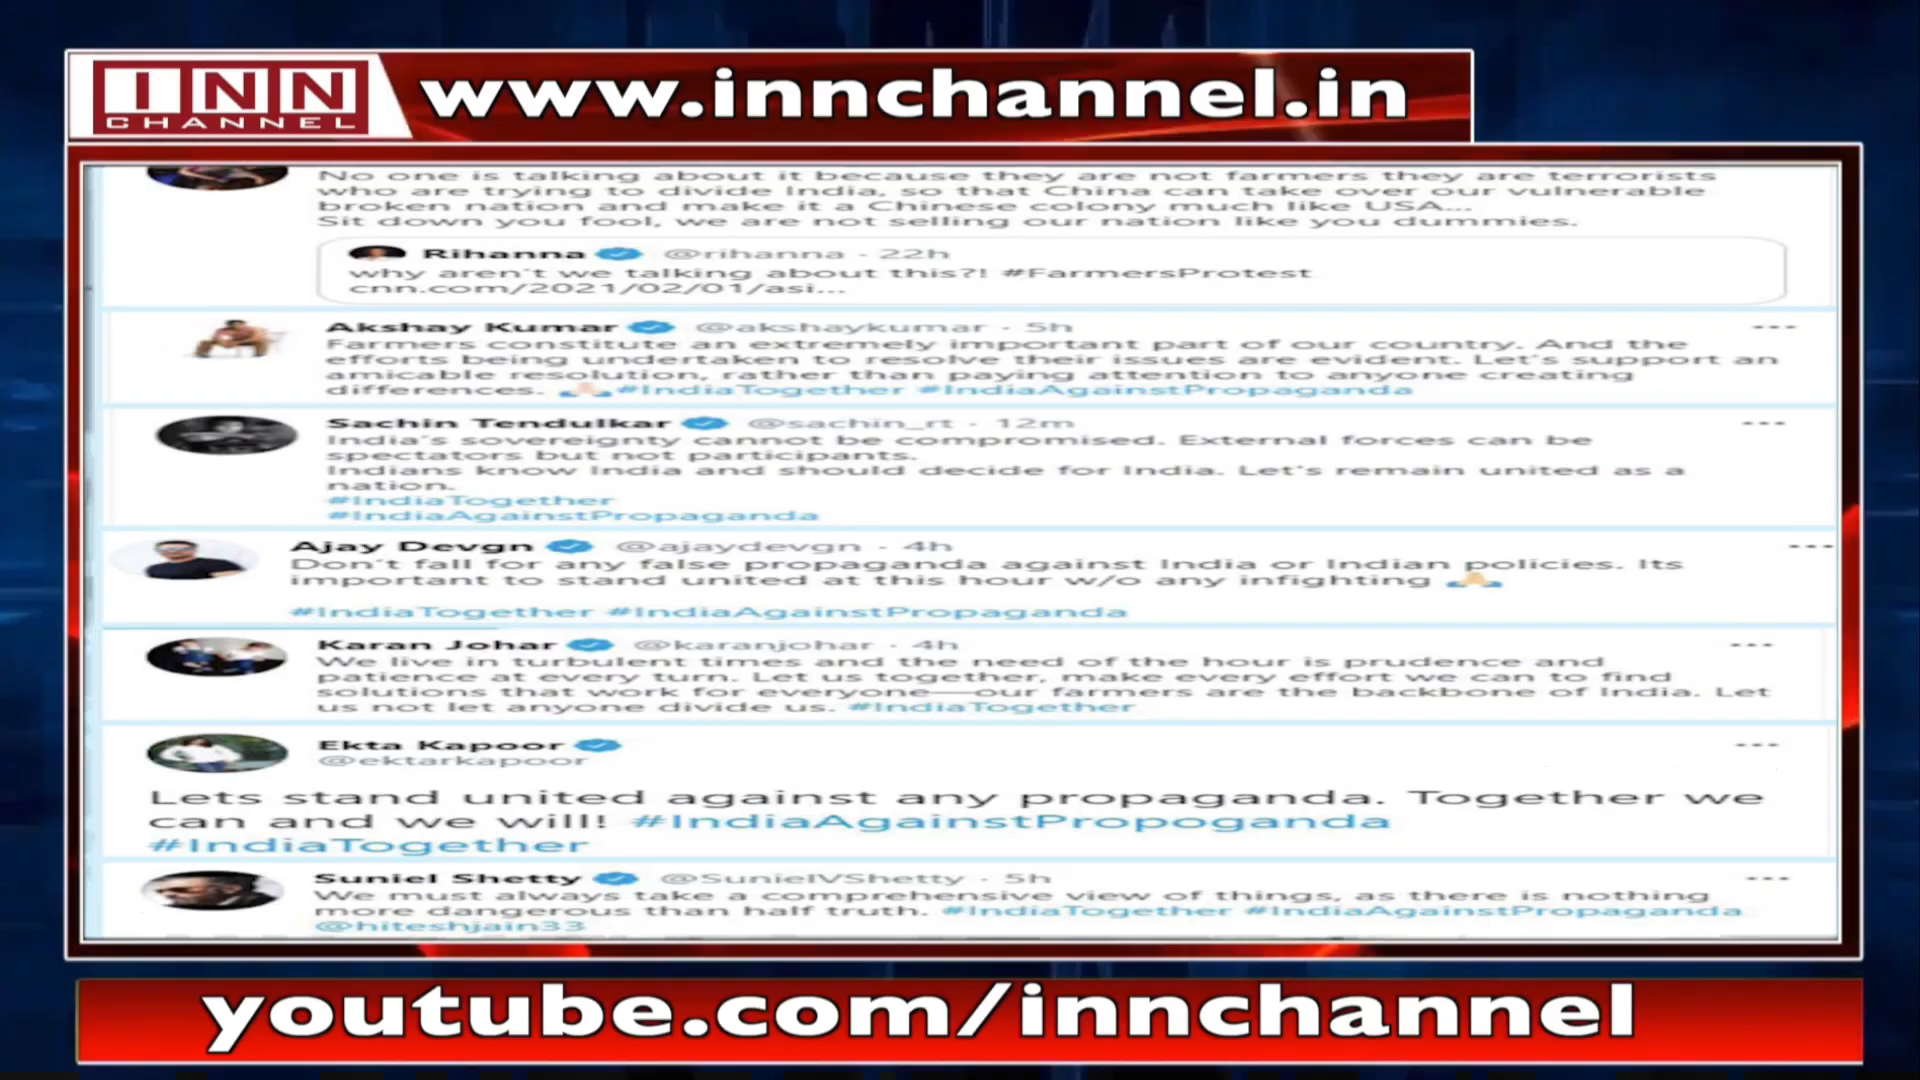 INN
CHANNEL
www.innchannel.in
No one is talking about it because they are not farmers they are terrorists
who are trying to divide India, so that China can take over our vulnerable
broken nation and make it a Chinese colony much like USA...
Sit down you fool, we are not selling our nation like you dummies.
Rihanna @rihanna · 22h
why aren't we talking about this?! #FarmersProtest
cnn.com/2021/02/01/asi...
Akshay Kumar @akshaykumar · 5h
Farmers constitute an extremely important part of our country. And the
efforts being undertaken to resolve their issues are evident. Let's support an
amicable resolution, rather than paying attention to anyone creating
differences. 🙏🏻#IndiaTogether #IndiaAgainstPropaganda
Sachin Tendulkar @sachin_rt · 12m
India's sovereignty cannot be compromised. External forces can be
spectators but not participants.
Indians know India and should decide for India. Let's remain united as a
nation.
#IndiaTogether
#IndiaAgainstPropaganda
Ajay Devgn @ajaydevgn · 4h
Don't fall for any false propaganda against India or Indian policies. Its
important to stand united at this hour w/o any infighting 🙏🏼
#IndiaTogether #IndiaAgainstPropaganda
Karan Johar @karanjohar · 4h
We live in turbulent times and the need of the hour is prudence and
patience at every turn. Let us together, make every effort we can to find
solutions that work for everyone—our farmers are the backbone of India. Let
us not let anyone divide us. #IndiaTogether
Ekta Kapoor
@ektarkapoor
Lets stand united against any propaganda. Together we
can and we will! #IndiaAgainstPropoganda
#IndiaTogether
Suniel Shetty @SunielVShetty · 5h
We must always take a comprehensive view of things, as there is nothing
more dangerous than half truth. #IndiaTogether #IndiaAgainstPropaganda
@hiteshjain33
youtube.com/innchannel